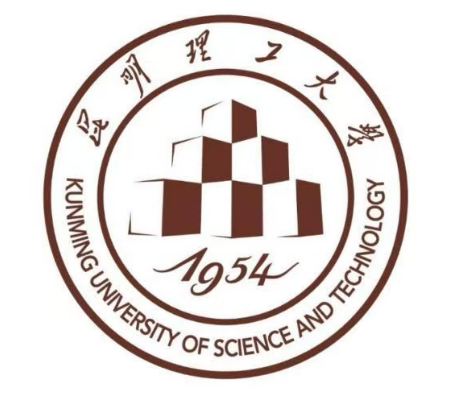 昆明理工大学
1954
KUNMING UNIVERSITY OF SCIENCE AND TECHNOLOGY